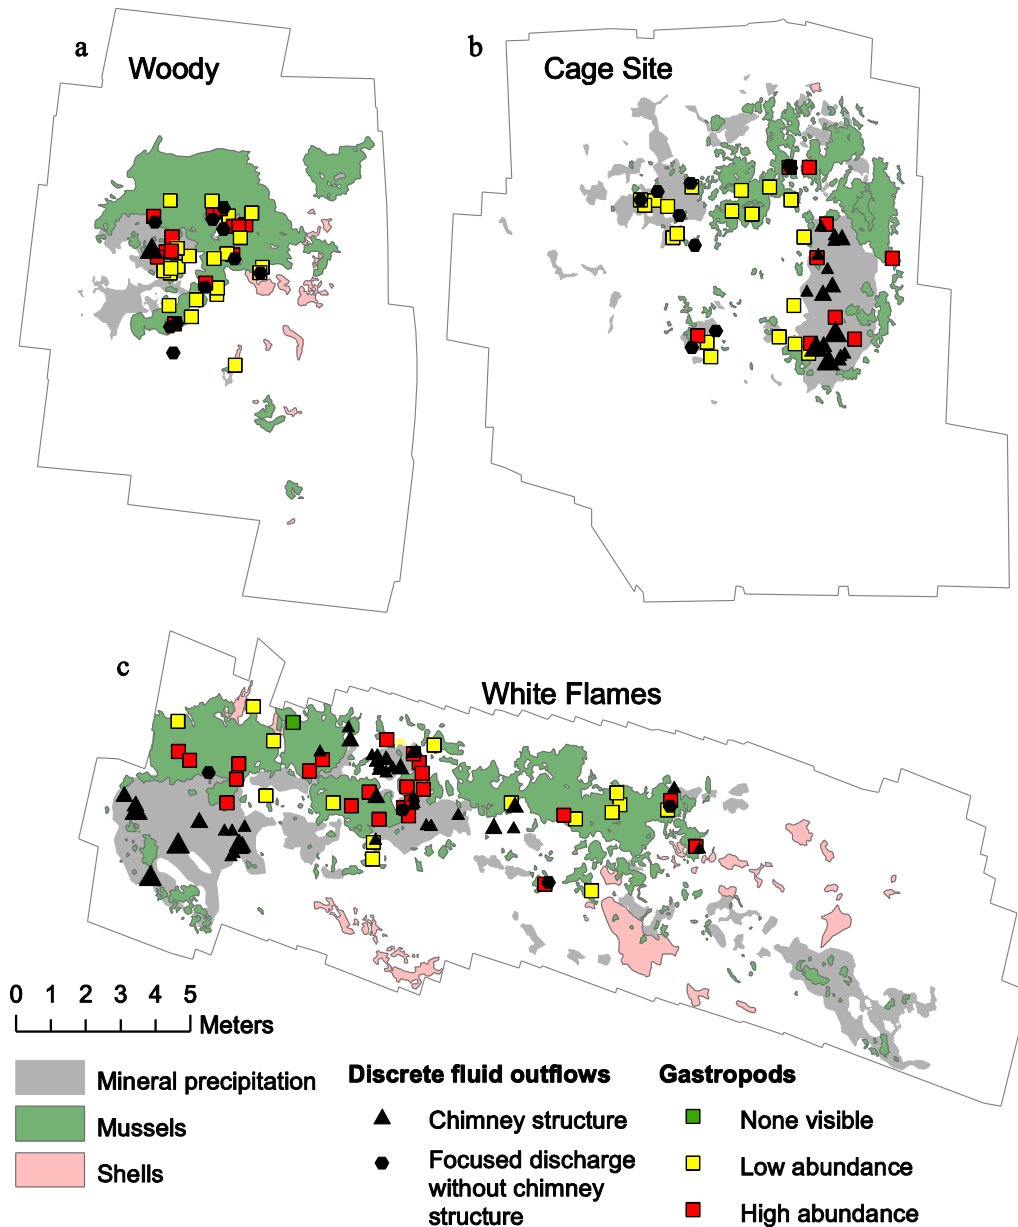 a
Woody
b
Cage Site
c
White Flames
0 1 2 3 4 5
Meters
Mineral precipitation
Mussels
Shells
Discrete fluid outflows
Chimney structure
Focused discharge
without chimney
structure
Gastropods
None visible
Low abundance
High abundance